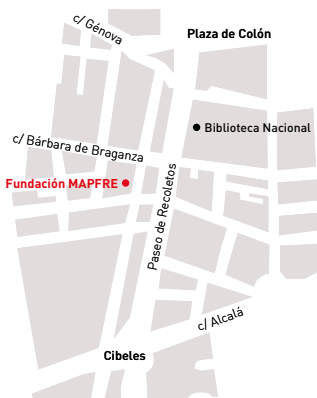 c/ Génova
Plaza de Colón
Biblioteca Nacional
c/ Bárbara de Braganza
Fundación MAPFRE
Paseo de Recoletos
c/ Alcalá
Cibeles